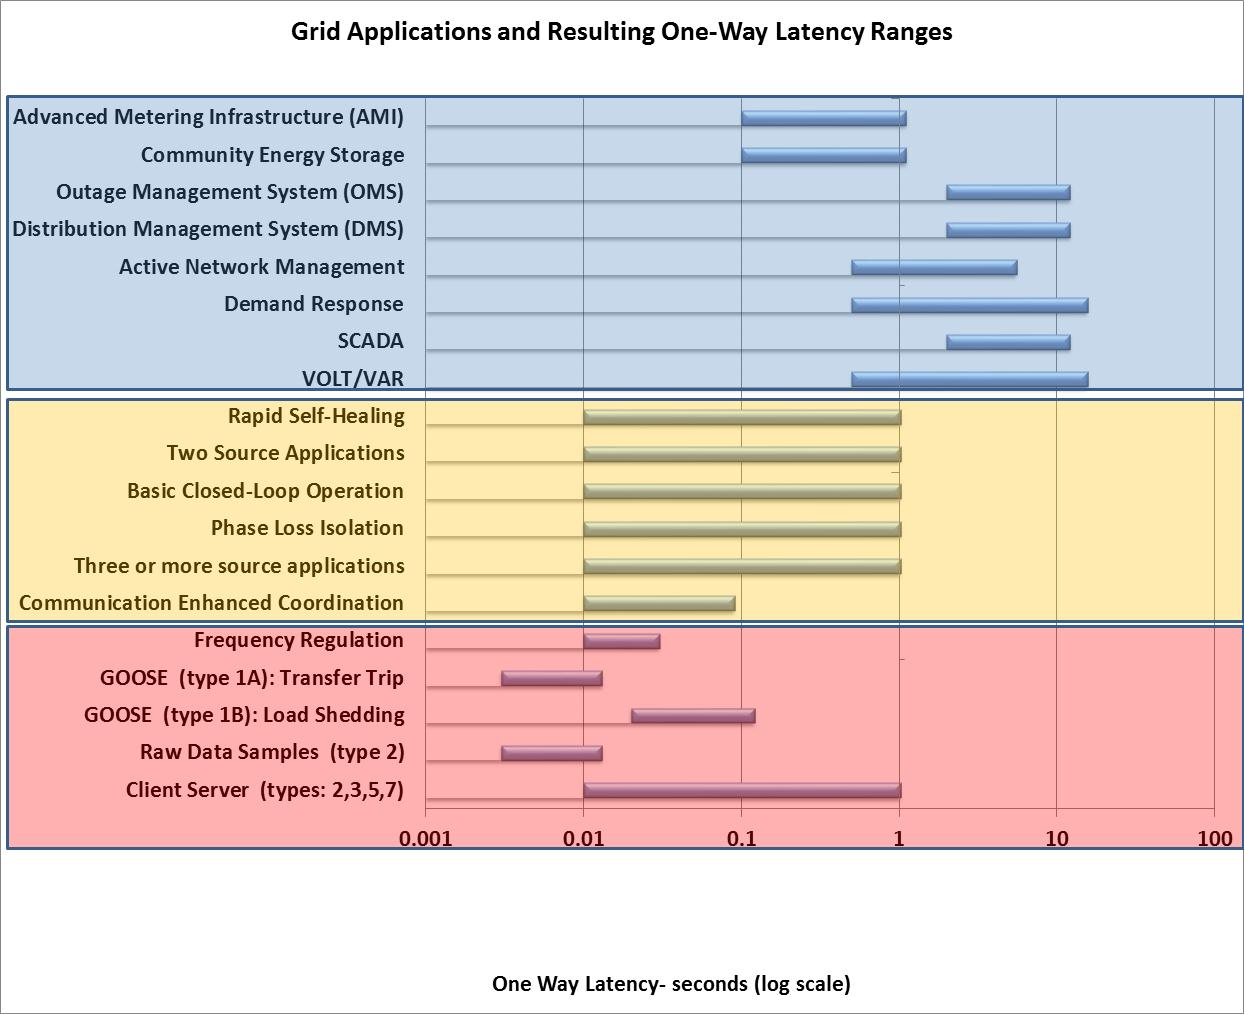 Grid Applications and Resulting One-Way Latency Ranges
Advanced Metering Infrastructure (AMI)
Community Energy Storage
Outage Management System (OMS)
Distribution Management System (DMS)
Active Network Management
Demand Response
SCADA
VOLT/VAR
Rapid Self-Healing
Two Source Applications
Basic Closed-Loop Operation
Phase Loss Isolation
Three or more source applications
Communication Enhanced Coordination
Frequency Regulation
GOOSE  (type 1A): Transfer Trip
GOOSE  (type 1B): Load Shedding
Raw Data Samples  (type 2)
Client Server  (types: 2,3,5,7)
0.001 0.01 0.1 1 10 100
One Way Latency- seconds (log scale)